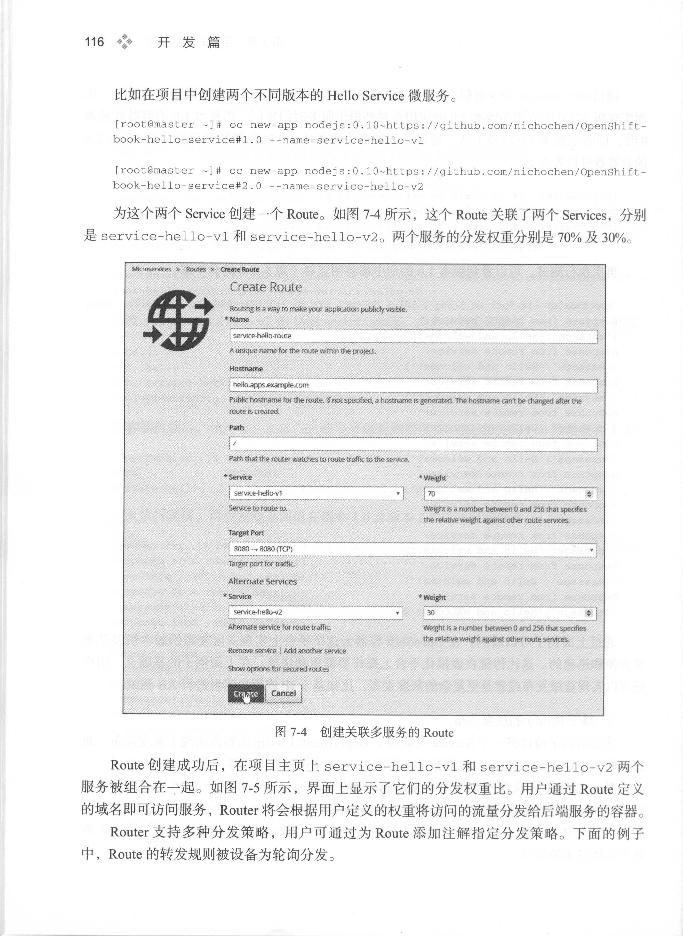 116 开 发 篇
比如在项目中创建两个不同版本的 Hello Service 微服务。
[root@master ~]# oc new-app nodejs:0.10~https://github.com/nichochen/OpenShift-
book-hello-service#1.0 --name=service-hello-v1
[root@master ~]# oc new-app nodejs:0.10~https://github.com/nichochen/OpenShift-
book-hello-service#2.0 --name=service-hello-v2
为这个两个 Service 创建一个 Route。如图 7-4 所示，这个 Route 关联了两个 Services，分别
是 service-hello-v1 和 service-hello-v2。两个服务的分发权重分别是 70% 及 30%。
Microservices » Routes » Create Route
Create Route
Routing is a way to make your application publicly visible.
* Name
service-hello-route
A unique name for the route within the project.
Hostname
hello.apps.example.com
Public hostname for the route. If not specified, a hostname is generated. The hostname can't be changed after the
route is created.
Path
/
Path that the router watches to route traffic to the service.
* Service * Weight
service-hello-v1 70
Service to route to. Weight is a number between 0 and 256 that specifies
the relative weight against other route services.
Target Port
8080 → 8080 (TCP)
Target port for traffic.
Alternate Services
* Service * Weight
service-hello-v2 30
Alternate service for route traffic. Weight is a number between 0 and 256 that specifies
the relative weight against other route services.
Remove service | Add another service
Show options for secured routes
Create Cancel
图 7-4 创建关联多服务的 Route
Route 创建成功后，在项目主页上 service-hello-v1 和 service-hello-v2 两个
服务被组合在一起。如图 7-5 所示，界面上显示了它们的分发权重比。用户通过 Route 定义
的域名即可访问服务，Router 将会根据用户定义的权重将访问的流量分发给后端服务的容器。
Router 支持多种分发策略，用户可通过为 Route 添加注解指定分发策略。下面的例子
中，Route 的转发规则被设备为轮询分发。